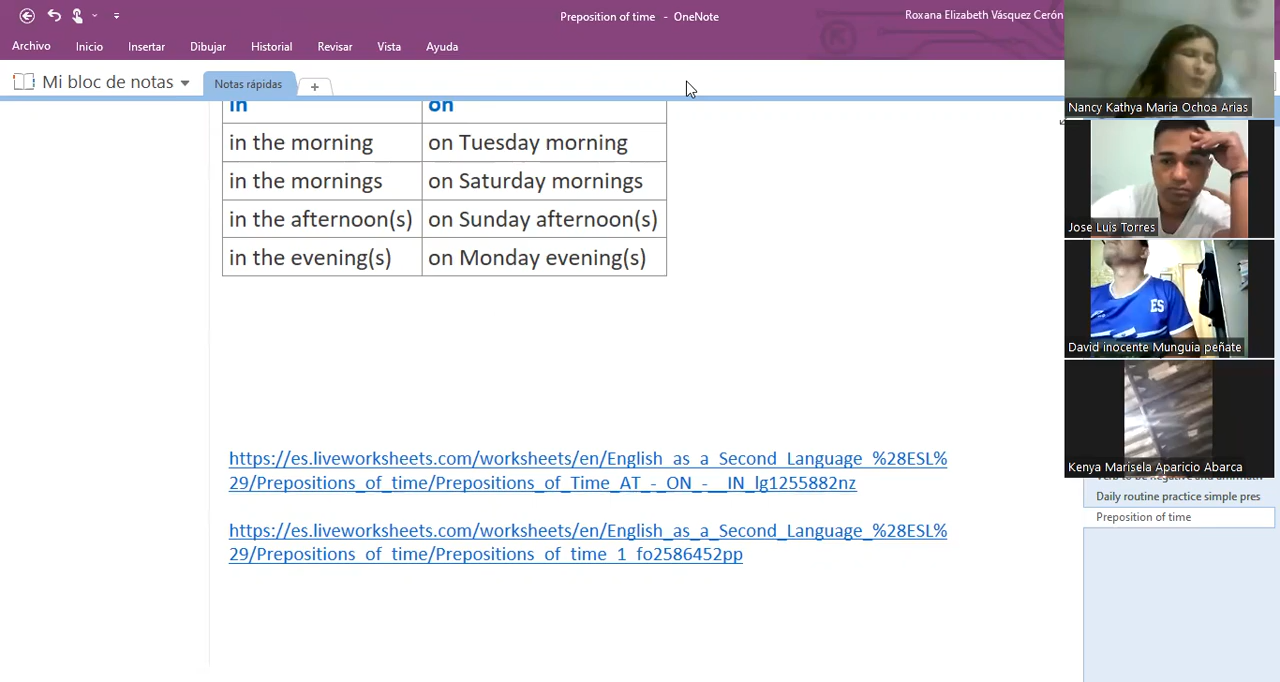 Preposition of time - OneNote
Roxana Elizabeth Vásquez Cerón
Archivo Inicio Insertar Dibujar Historial Revisar Vista Ayuda
Mi bloc de notas
Notas rápidas
+
in on
in the morning on Tuesday morning
in the mornings on Saturday mornings
in the afternoon(s) on Sunday afternoon(s)
in the evening(s) on Monday evening(s)
https://es.liveworksheets.com/worksheets/en/English_as_a_Second_Language_%28ESL%
29/Prepositions_of_time/Prepositions_of_Time_AT_-_ON_-__IN_lg1255882nz
https://es.liveworksheets.com/worksheets/en/English_as_a_Second_Language_%28ESL%
29/Prepositions_of_time/Prepositions_of_time_1_fo2586452pp
Nancy Kathya Maria Ochoa Arias
Jose Luis Torres
ES
David inocente Munguia peñate
Kenya Marisela Aparicio Abarca
Daily routine practice simple pres
Preposition of time